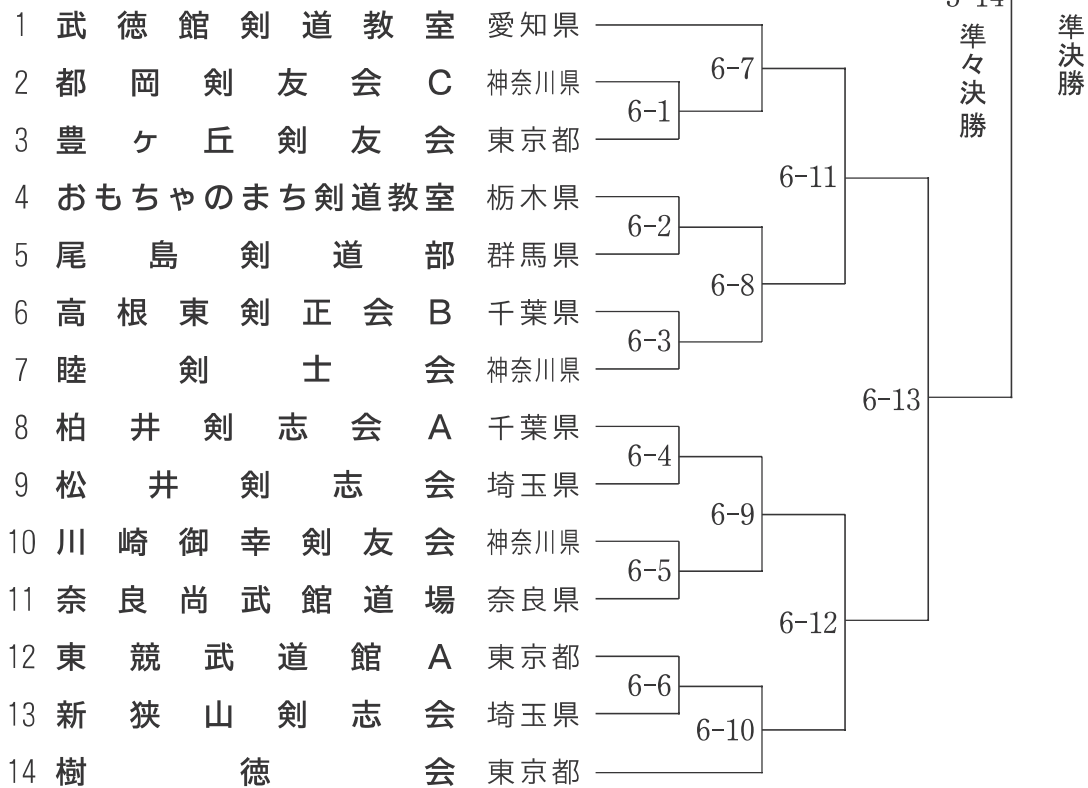 1 武徳館剣道教室 愛知県
2 都岡剣友会C 神奈川県
3 豊ヶ丘剣友会 東京都
4 おもちゃのまち剣道教室 栃木県
5 尾島剣道部 群馬県
6 高根東剣正会B 千葉県
7 睦剣士会 神奈川県
8 柏井剣志会A 千葉県
9 松井剣志会 埼玉県
10 川崎御幸剣友会 神奈川県
11 奈良尚武館道場 奈良県
12 東競武道館A 東京都
13 新狭山剣志会 埼玉県
14 樹徳会 東京都
6-1
6-2
6-3
6-4
6-5
6-6
6-7
6-8
6-9
6-10
6-11
6-12
6-13
準々決勝
準決勝